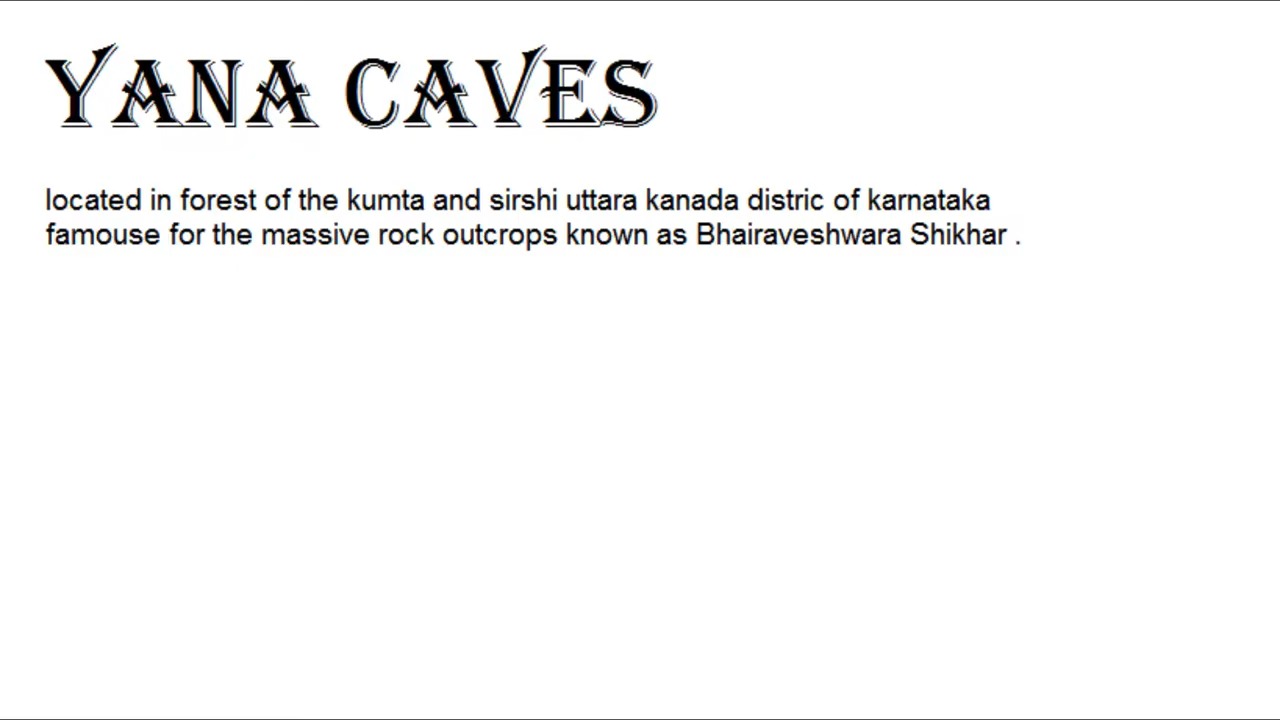 YANA CAVES
located in forest of the kumta and sirshi uttara kanada distric of karnataka
famouse for the massive rock outcrops known as Bhairaveshwara Shikhar .